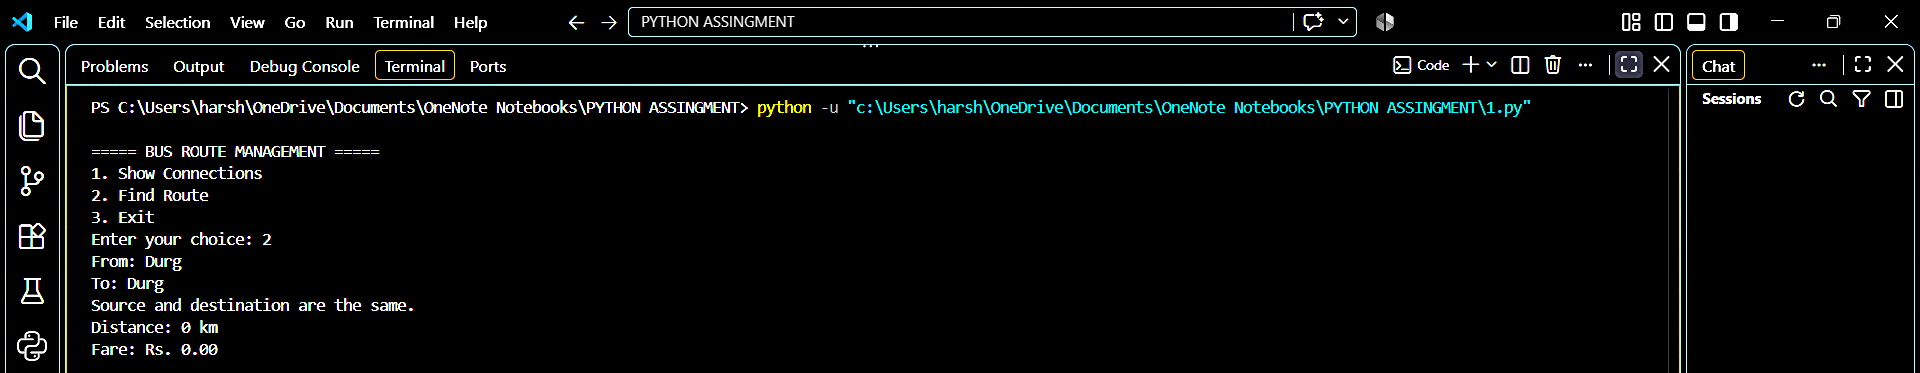 File Edit Selection View Go Run Terminal Help PYTHON ASSINGMENT
Problems Output Debug Console Terminal Ports Code
Chat
Sessions
PS C:\Users\harsh\OneDrive\Documents\OneNote Notebooks\PYTHON ASSINGMENT> python -u "c:\Users\harsh\OneDrive\Documents\OneNote Notebooks\PYTHON ASSINGMENT\1.py"
===== BUS ROUTE MANAGEMENT =====
1. Show Connections
2. Find Route
3. Exit
Enter your choice: 2
From: Durg
To: Durg
Source and destination are the same.
Distance: 0 km
Fare: Rs. 0.00